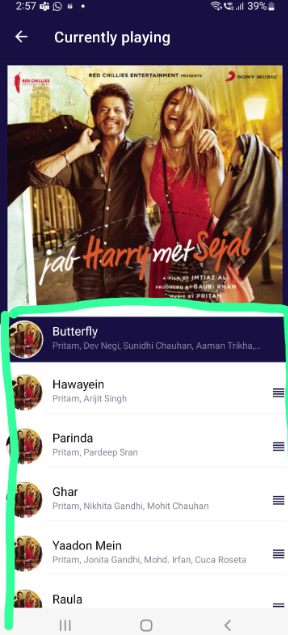 2:57
39%
Currently playing
RED CHILLIES
RED CHILLIES ENTERTAINMENT PRESENTS
SONY MUSIC
jab Harry met Sejal
A FILM BY IMTIAZ ALI
PRODUCED BY GAURI KHAN
MUSIC BY PRITAM
Butterfly
Pritam, Dev Negi, Sunidhi Chauhan, Aaman Trikha,...
Hawayein
Pritam, Arijit Singh
Parinda
Pritam, Pardeep Sran
Ghar
Pritam, Nikhita Gandhi, Mohit Chauhan
Yaadon Mein
Pritam, Jonita Gandhi, Mohd. Irfan, Cuca Roseta
Raula